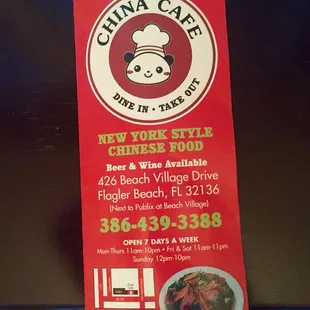 CHINA CAFE
DINE IN • TAKE OUT
NEW YORK STYLE
CHINESE FOOD
Beer & Wine Available
426 Beach Village Drive
Flagler Beach, FL 32136
(Next to Publix at Beach Village)
386-439-3388
OPEN 7 DAYS A WEEK
Mon-Thurs 11am-10pm • Fri & Sat 11am-11pm
Sunday 12pm-10pm